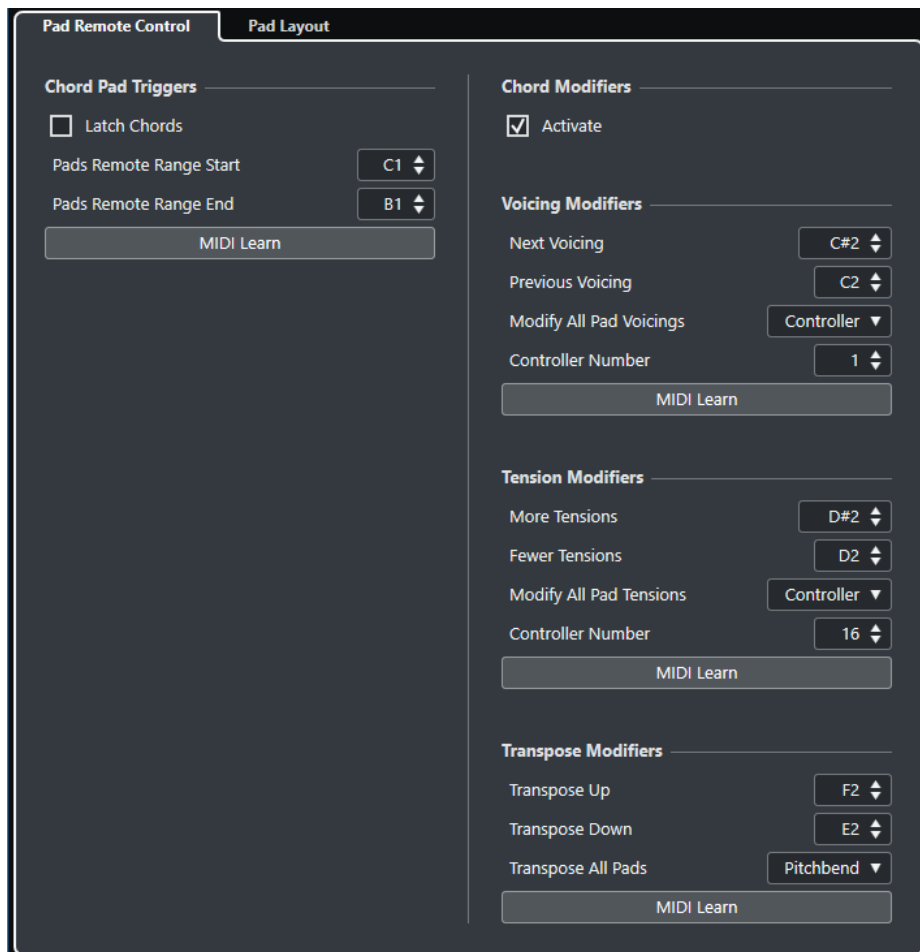 Pad Remote Control
Pad Layout
Chord Pad Triggers
Latch Chords
Pads Remote Range Start C1
Pads Remote Range End B1
MIDI Learn
Chord Modifiers
Activate
Voicing Modifiers
Next Voicing C#2
Previous Voicing C2
Modify All Pad Voicings Controller
Controller Number 1
MIDI Learn
Tension Modifiers
More Tensions D#2
Fewer Tensions D2
Modify All Pad Tensions Controller
Controller Number 16
MIDI Learn
Transpose Modifiers
Transpose Up F2
Transpose Down E2
Transpose All Pads Pitchbend
MIDI Learn